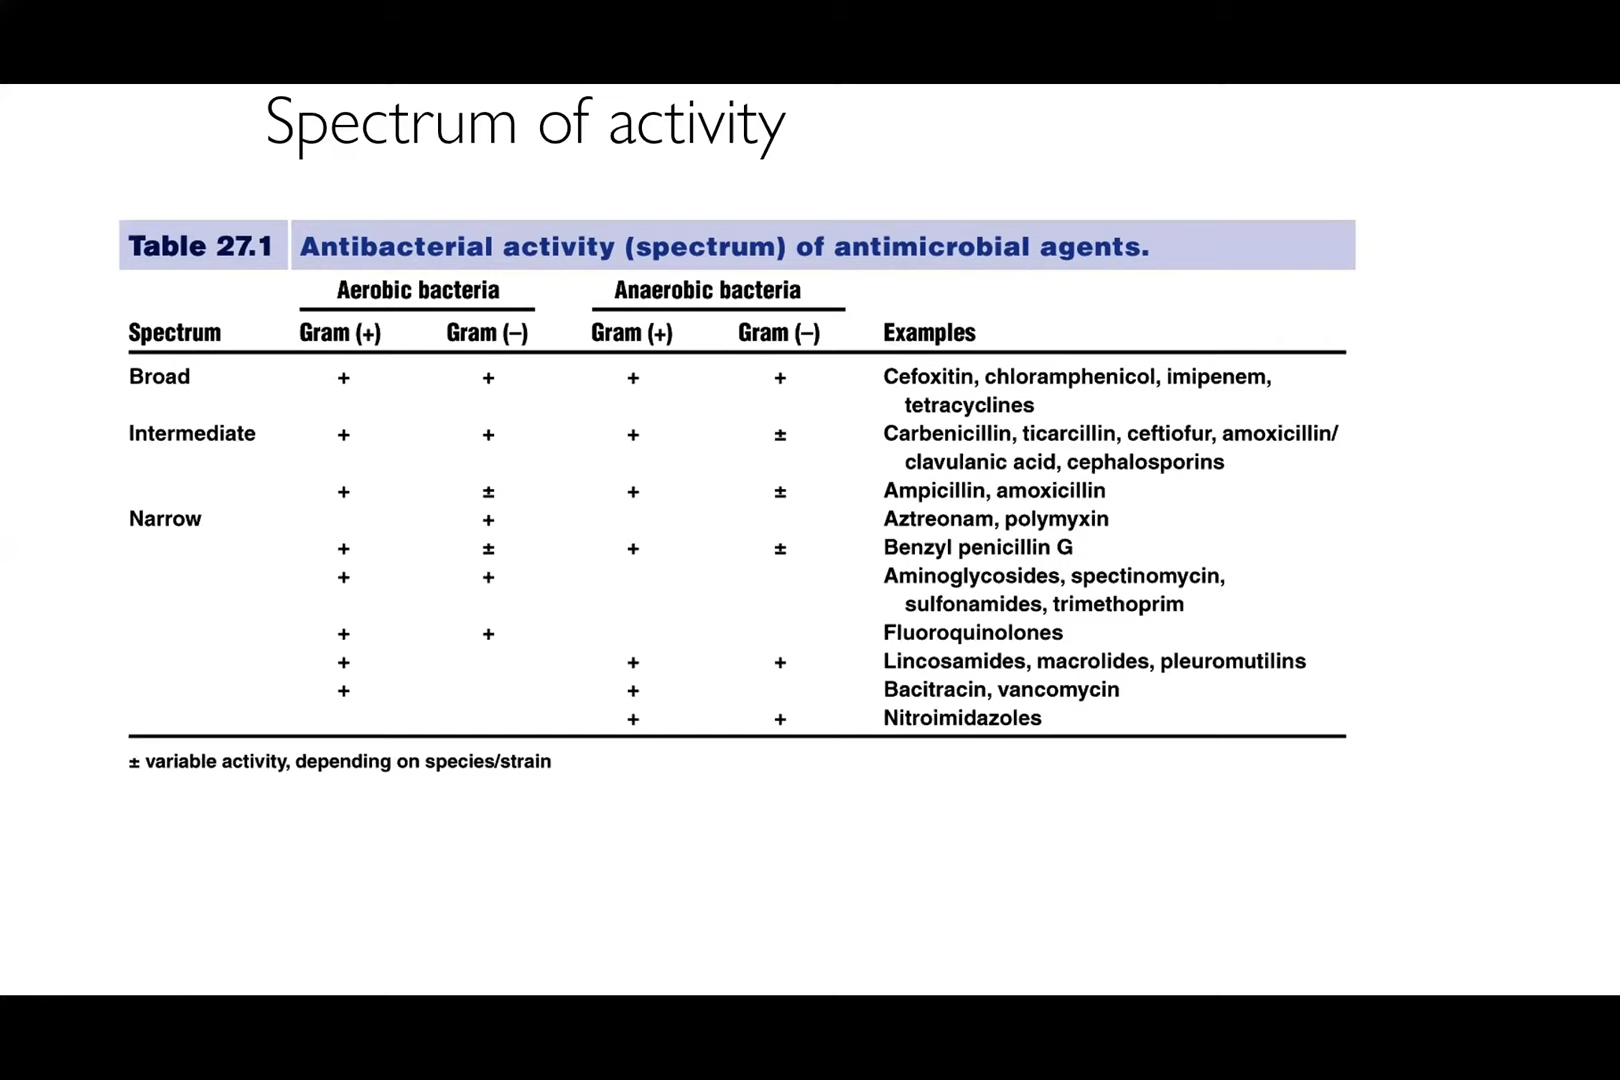 Spectrum of activity
Table 27.1 Antibacterial activity (spectrum) of antimicrobial agents.
Aerobic bacteria Anaerobic bacteria
Spectrum Gram (+) Gram (–) Gram (+) Gram (–) Examples
Broad + + + + Cefoxitin, chloramphenicol, imipenem,
tetracyclines
Intermediate + + + ± Carbenicillin, ticarcillin, ceftiofur, amoxicillin/
clavulanic acid, cephalosporins
+ ± + ± Ampicillin, amoxicillin
Narrow + Aztreonam, polymyxin
+ ± + ± Benzyl penicillin G
+ + Aminoglycosides, spectinomycin,
sulfonamides, trimethoprim
+ + Fluoroquinolones
+ + + Lincosamides, macrolides, pleuromutilins
+ + Bacitracin, vancomycin
+ + Nitroimidazoles
± variable activity, depending on species/strain